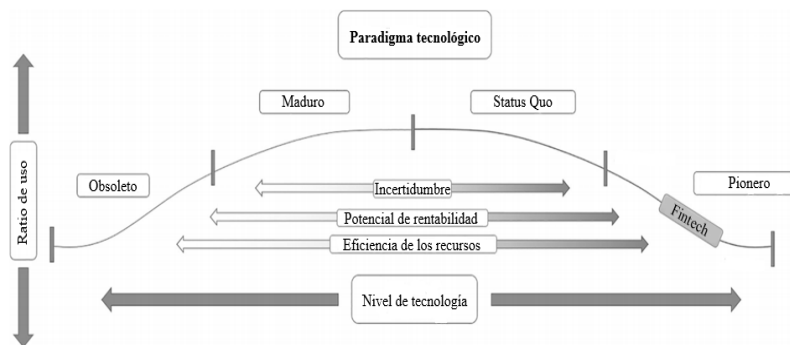 Paradigma tecnológico
Maduro
Status Quo
Obsoleto
Pionero
Ratio de uso
Incertidumbre
Potencial de rentabilidad
Fintech
Eficiencia de los recursos
Nivel de tecnología